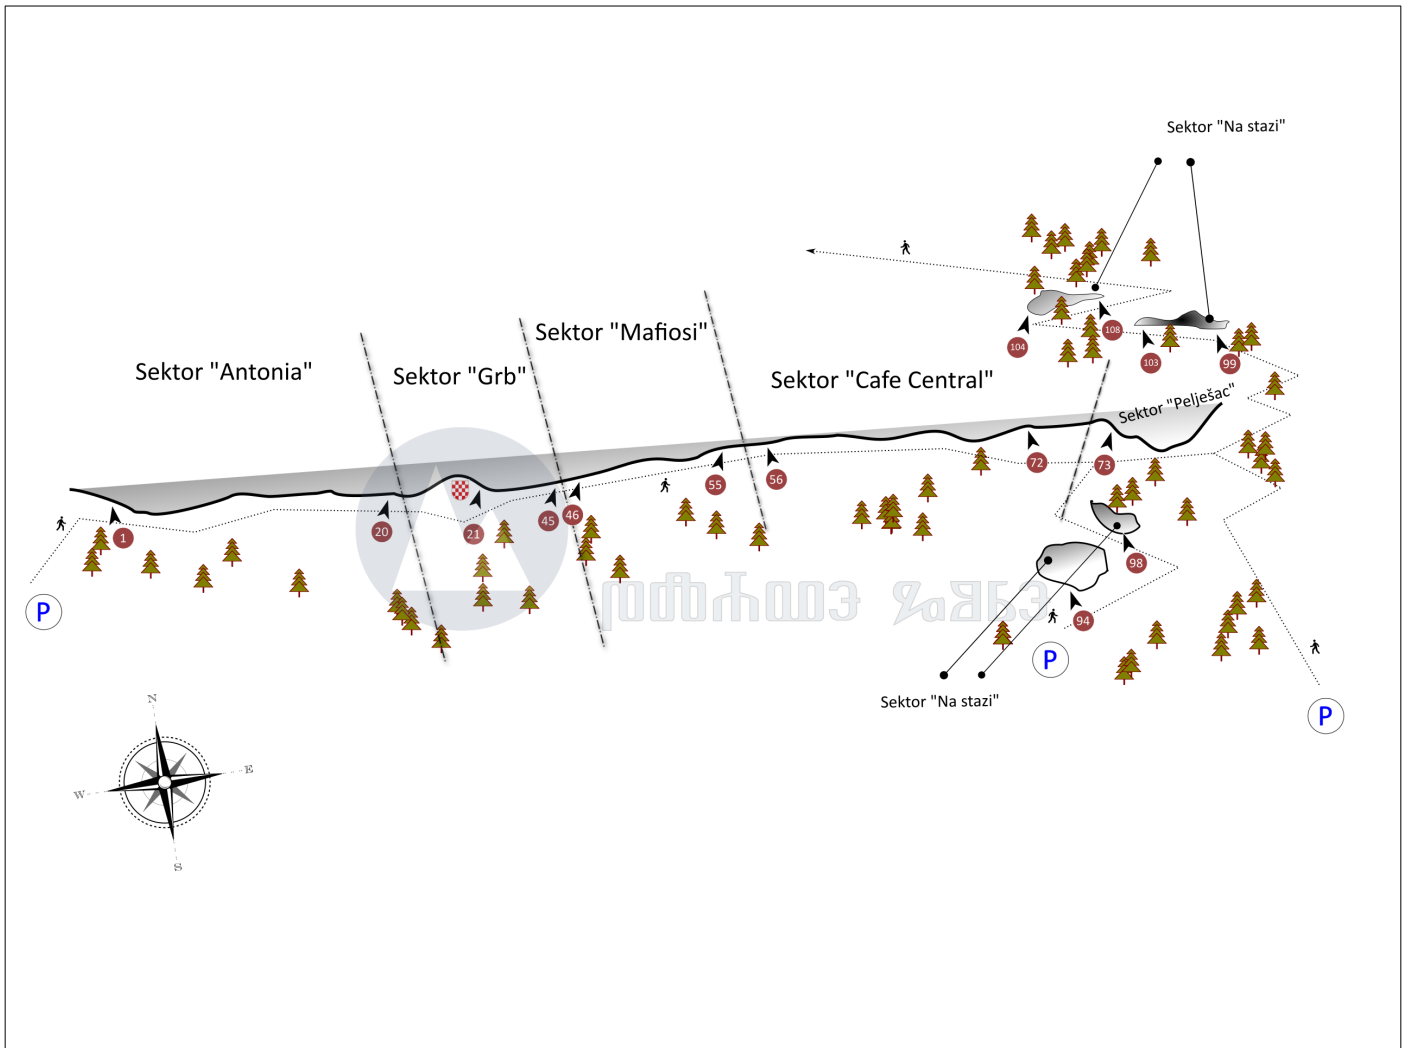 Sektor "Na stazi"
Sektor "Mafiosi"
Sektor "Antonia"
Sektor "Grb"
Sektor "Cafe Central"
Sektor "Pelješac"
104
108
103
99
1
20
21
45
46
55
56
72
73
98
94
P
P
P
Sektor "Na stazi"
N
W
E
S